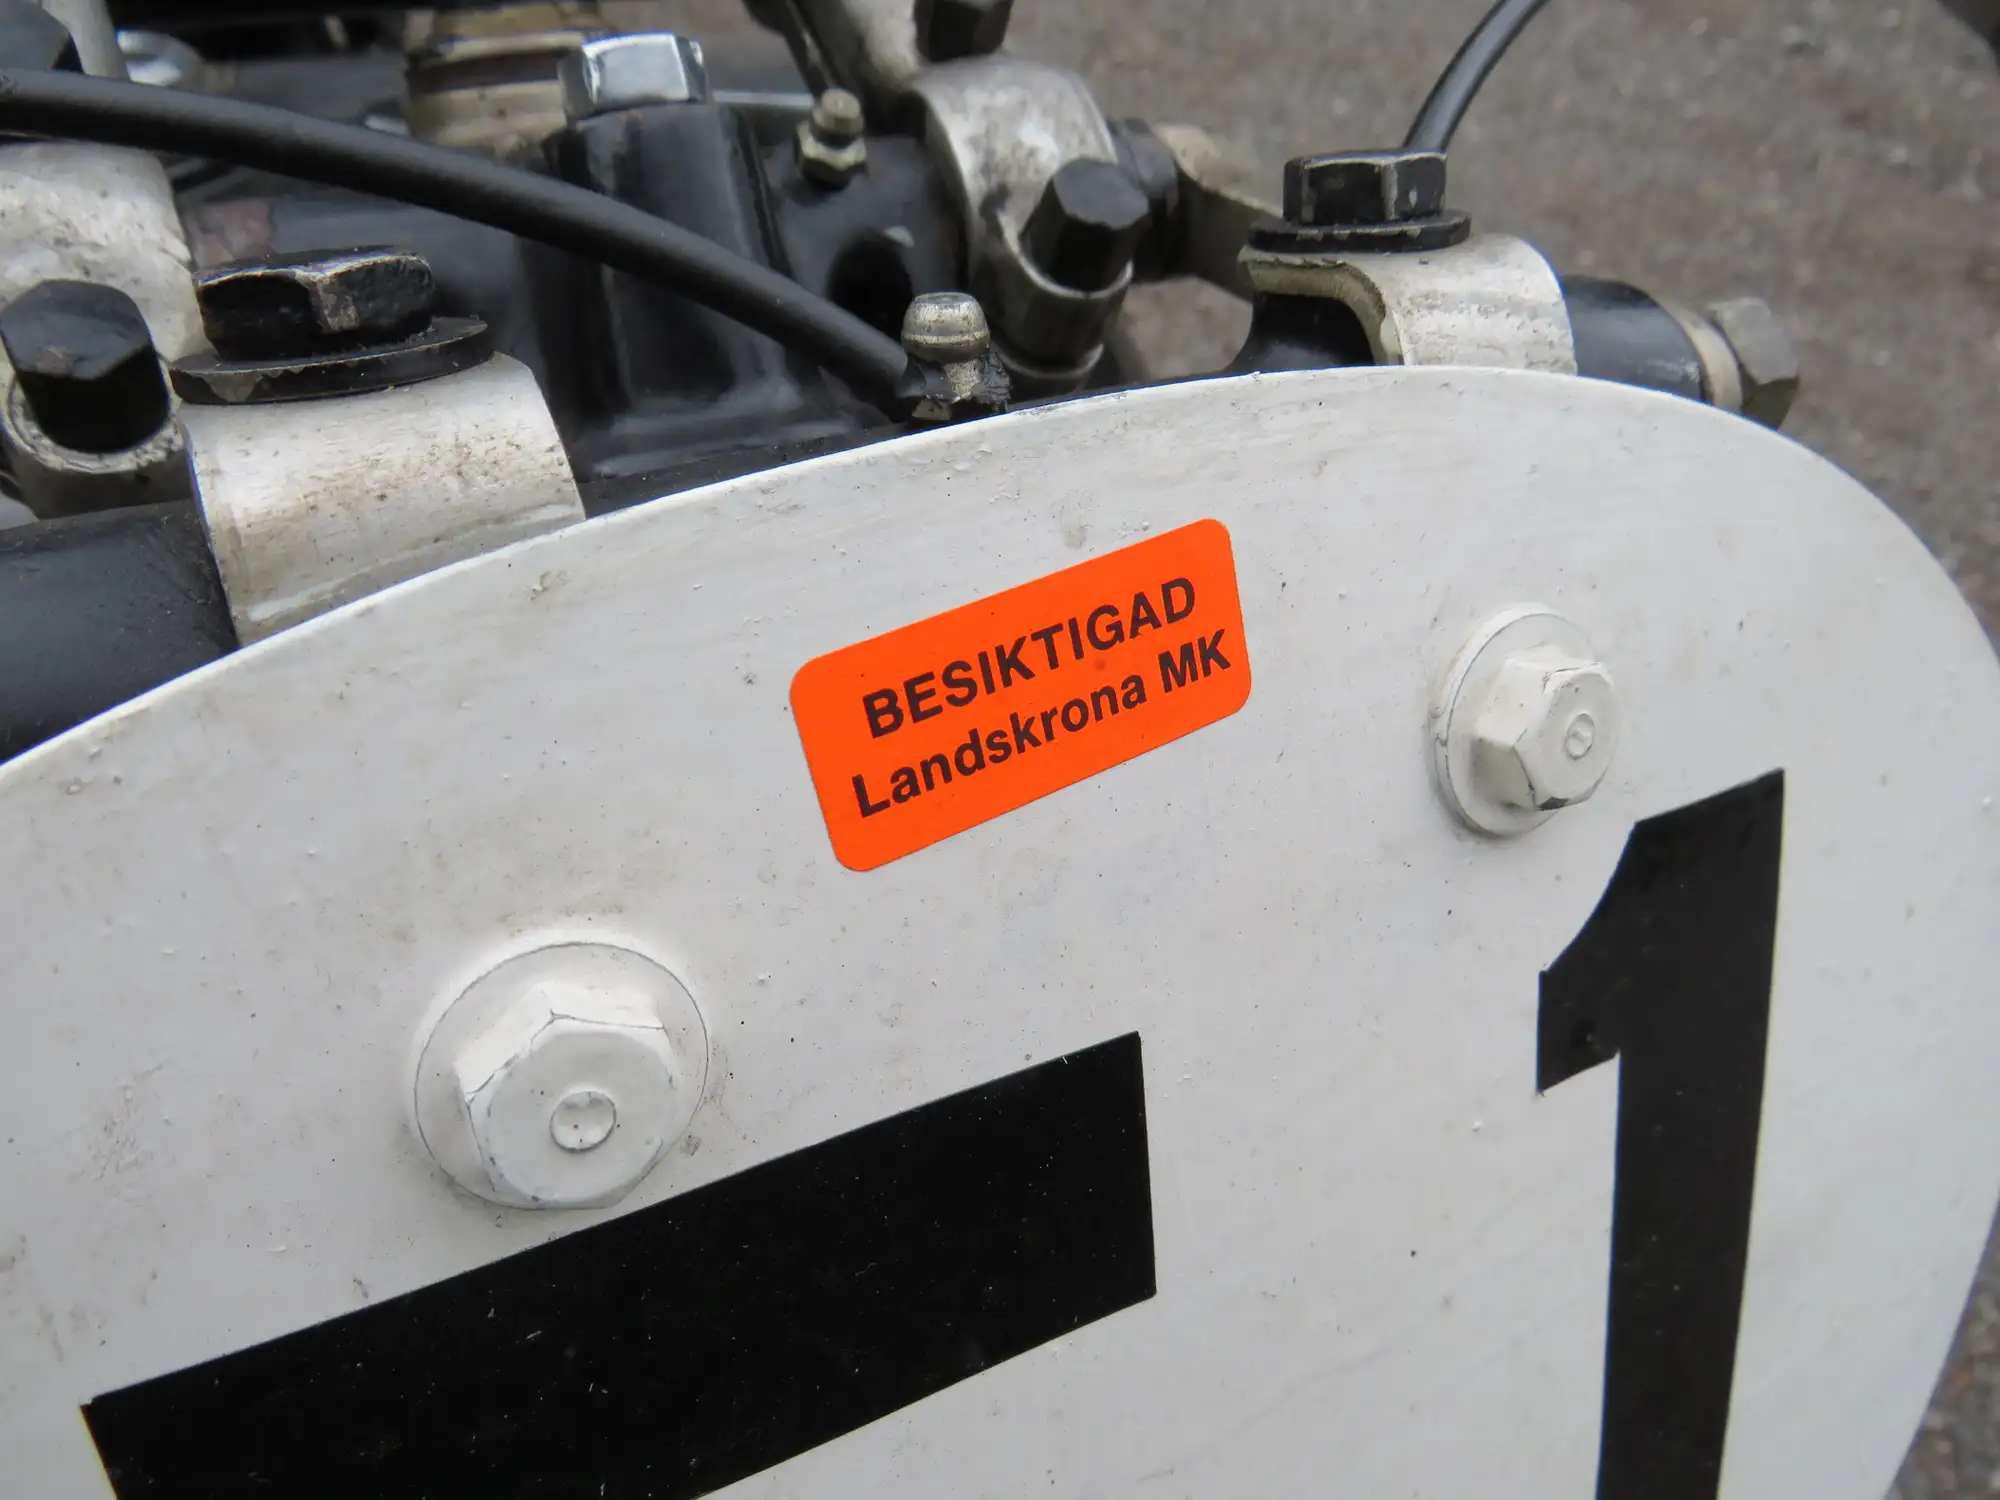 BESIKTIGAD
Landskrona MK
1